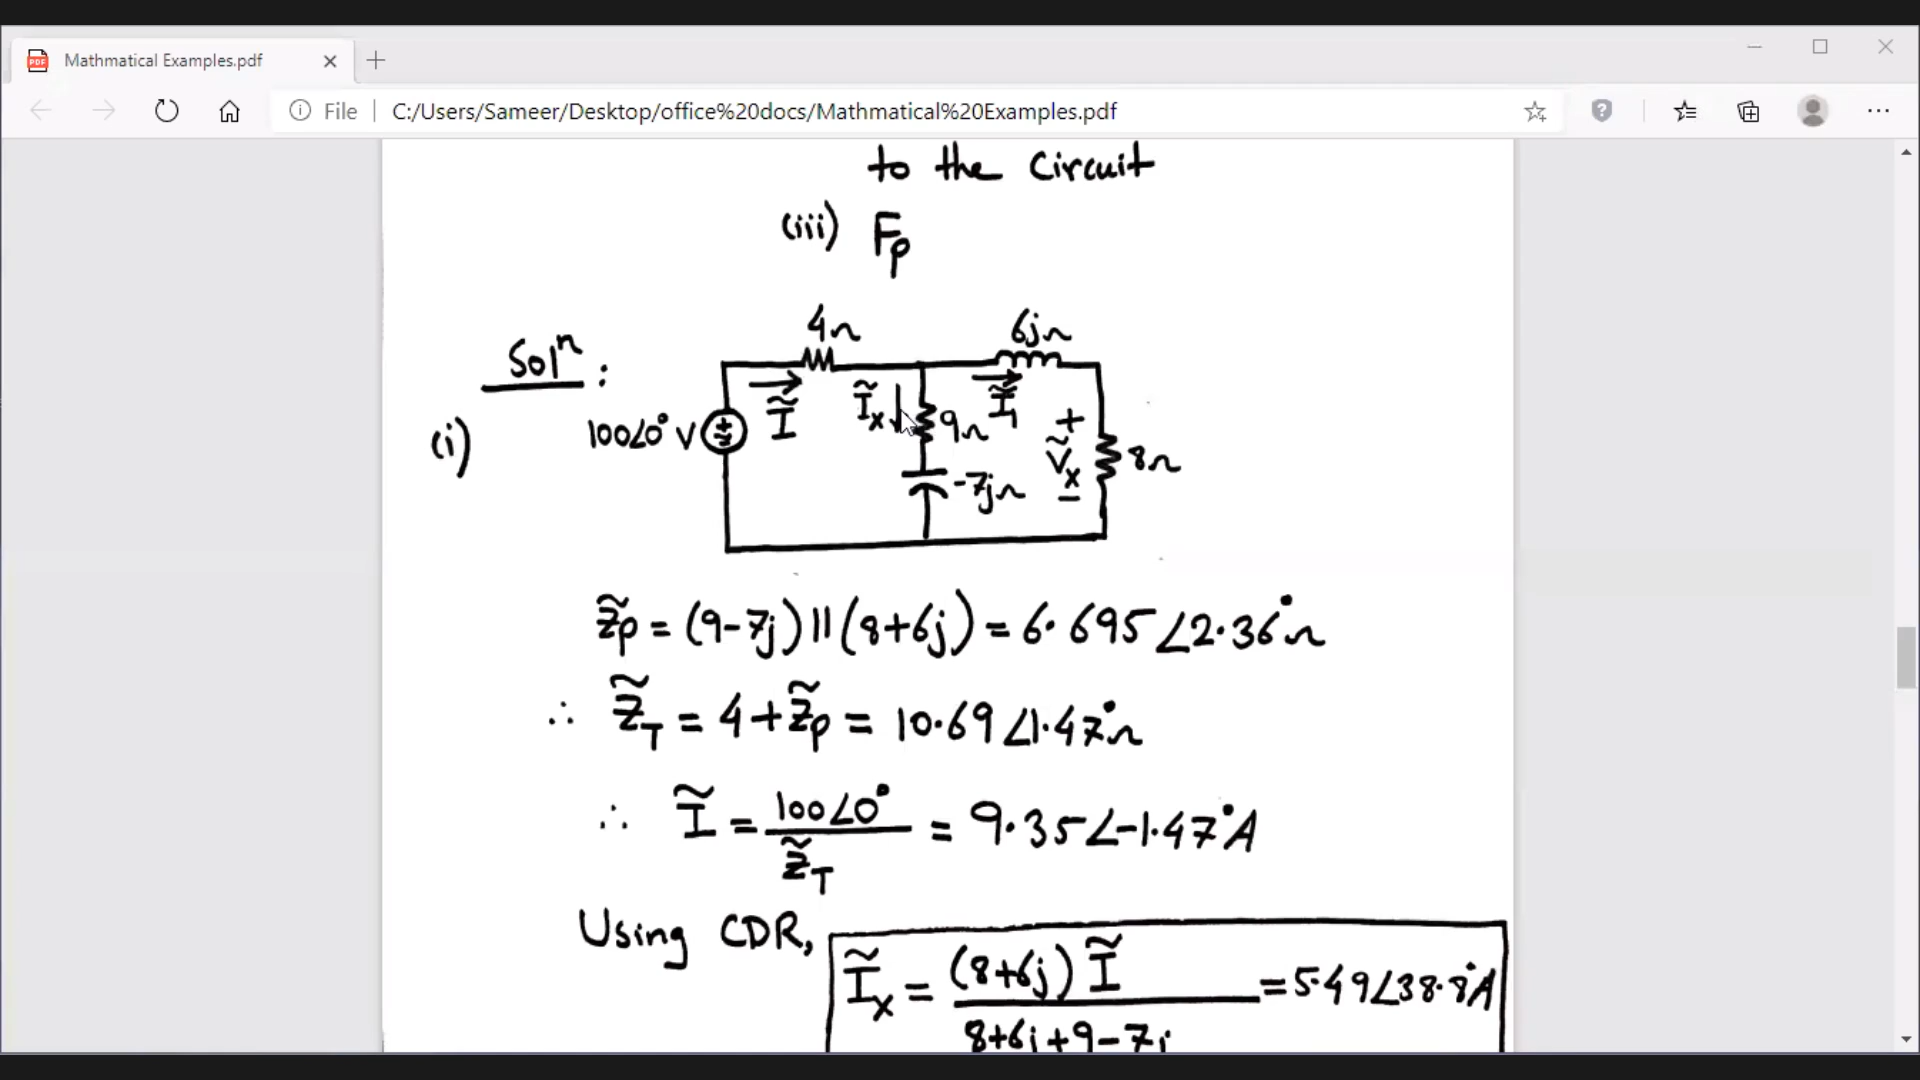 Mathmatical Examples.pdf
File C:/Users/Sameer/Desktop/office%20docs/Mathmatical%20Examples.pdf
to the Circuit
(iii) Fp
Solⁿ:
(i)
4Ω
6jΩ
100∠0° V
Ĩ
Ĩx
9Ω
Ĩ1
+
Ṽx
-
8Ω
-7jΩ
Z̃p = (9-7j)||(8+6j) = 6.695∠2.36°Ω
∴ Z̃T = 4+Z̃p = 10.69∠1.47°Ω
∴ Ĩ = 100∠0° / Z̃T = 9.35∠-1.47°A
Using CDR,
Ĩx = (8+6j) Ĩ / 8+6j+9-7j = 5.49∠38.8°A